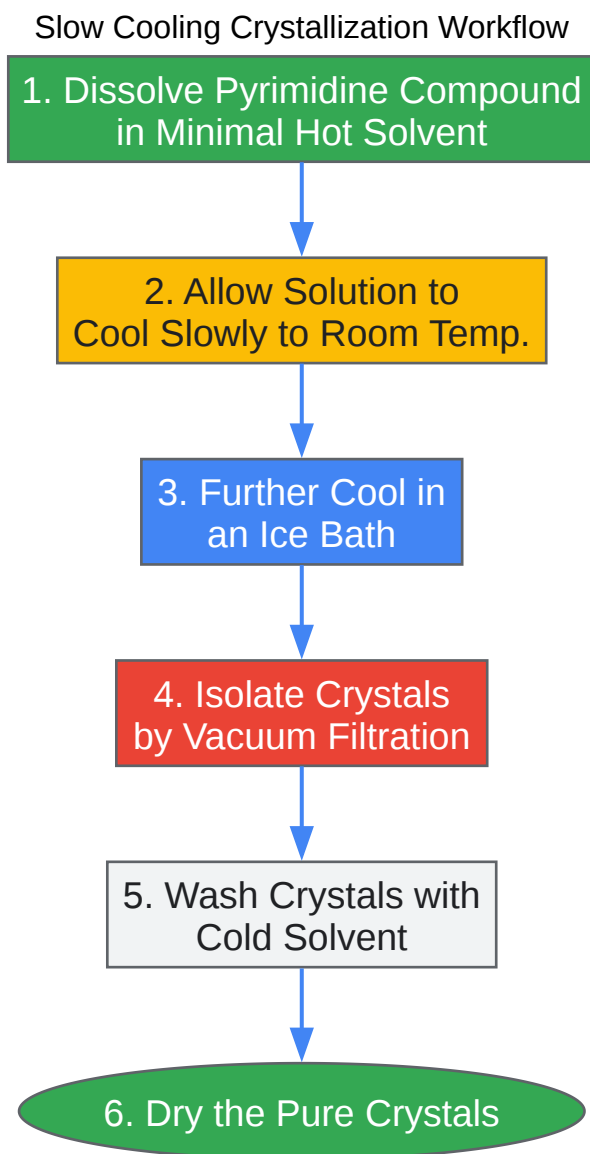 Slow Cooling Crystallization Workflow
1. Dissolve Pyrimidine Compound
in Minimal Hot Solvent
2. Allow Solution to
Cool Slowly to Room Temp.
3. Further Cool in
an Ice Bath
4. Isolate Crystals
by Vacuum Filtration
5. Wash Crystals with
Cold Solvent
6. Dry the Pure Crystals